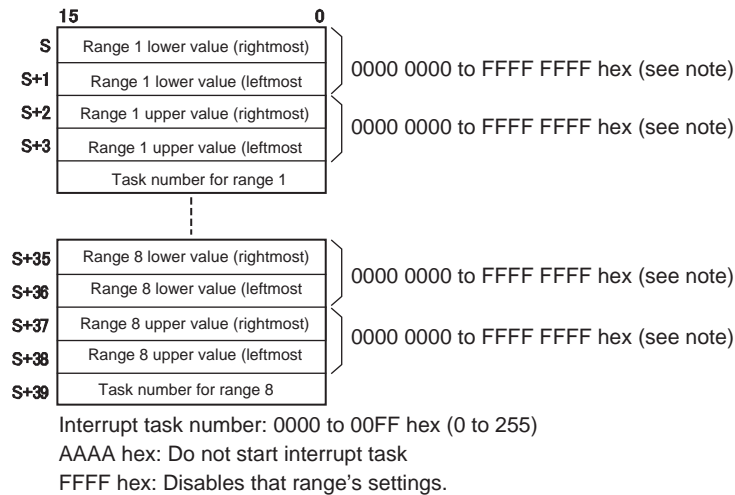 15 0
S Range 1 lower value (rightmost)
0000 0000 to FFFF FFFF hex (see note)
S+1 Range 1 lower value (leftmost
S+2 Range 1 upper value (rightmost)
0000 0000 to FFFF FFFF hex (see note)
S+3 Range 1 upper value (leftmost
Task number for range 1
S+35 Range 8 lower value (rightmost)
0000 0000 to FFFF FFFF hex (see note)
S+36 Range 8 lower value (leftmost
S+37 Range 8 upper value (rightmost)
0000 0000 to FFFF FFFF hex (see note)
S+38 Range 8 upper value (leftmost
S+39 Task number for range 8
Interrupt task number: 0000 to 00FF hex (0 to 255)
AAAA hex: Do not start interrupt task
FFFF hex: Disables that range's settings.